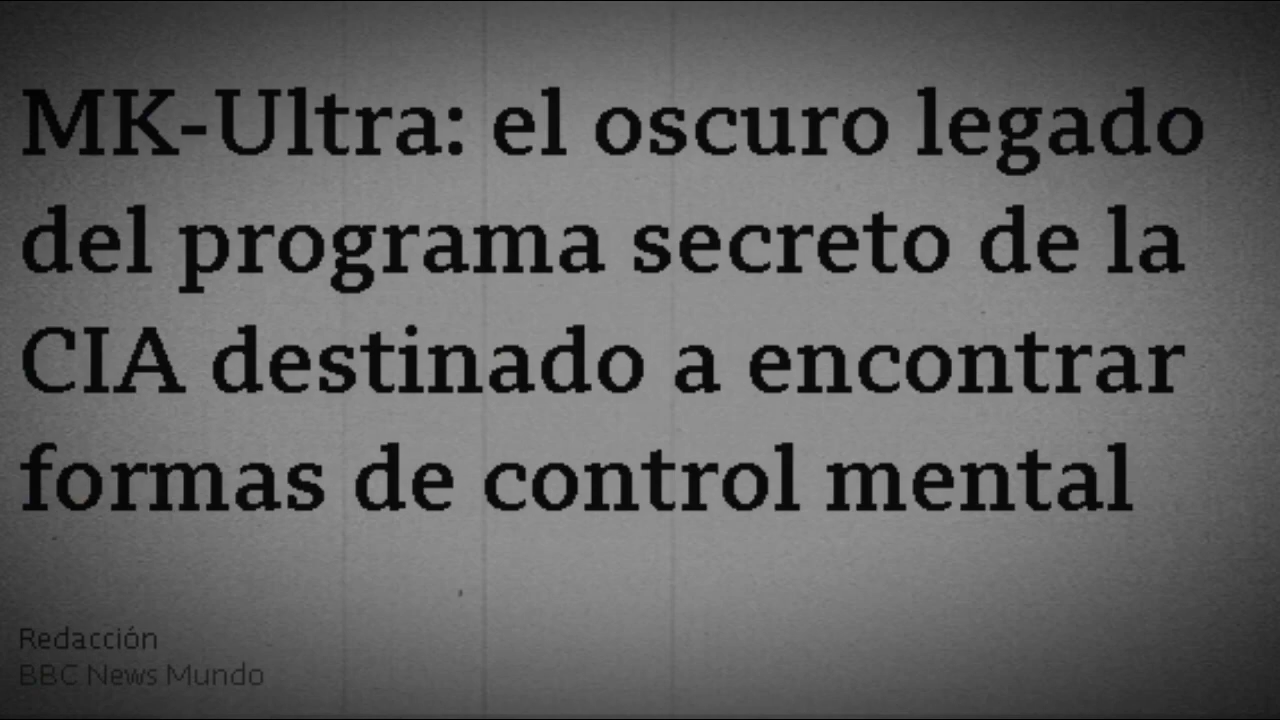 MK-Ultra: el oscuro legado
del programa secreto de la
CIA destinado a encontrar
formas de control mental
Redacción
BBC News Mundo